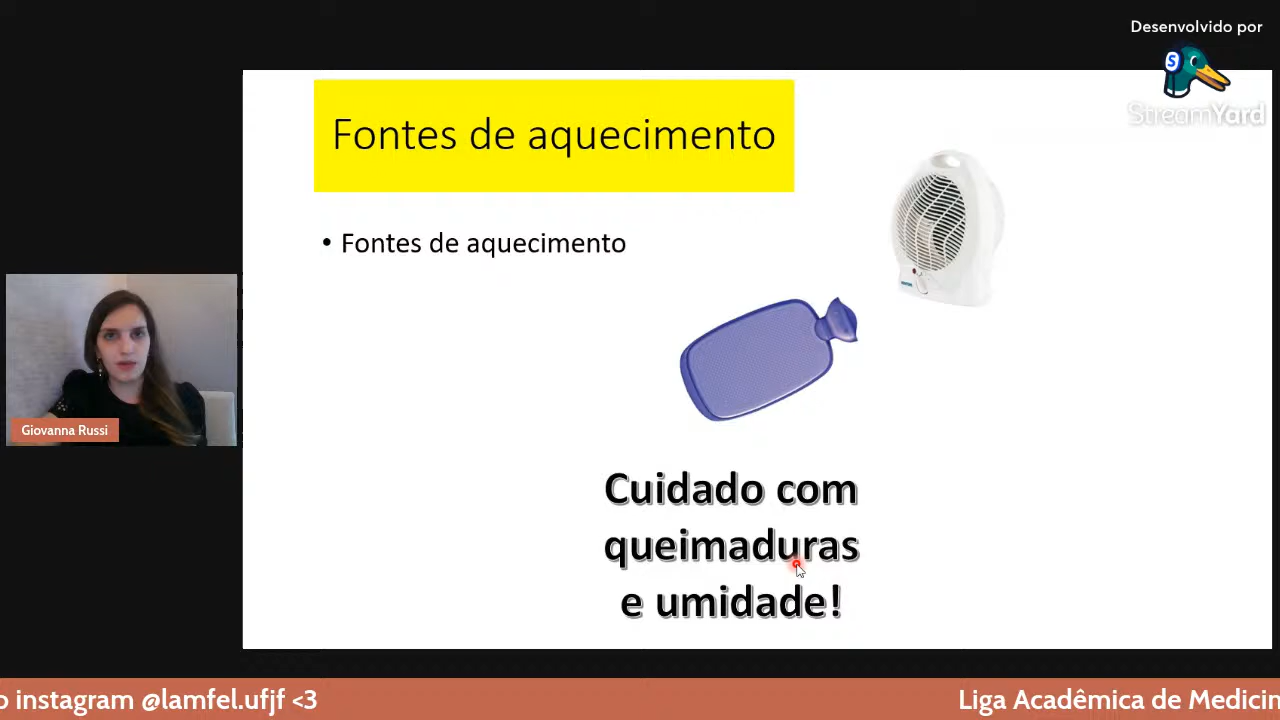 Desenvolvido por
StreamYard
Fontes de aquecimento
• Fontes de aquecimento
Giovanna Russi
Cuidado com
queimaduras
e umidade!
o instagram @lamfel.ufjf <3
Liga Acadêmica de Medicin